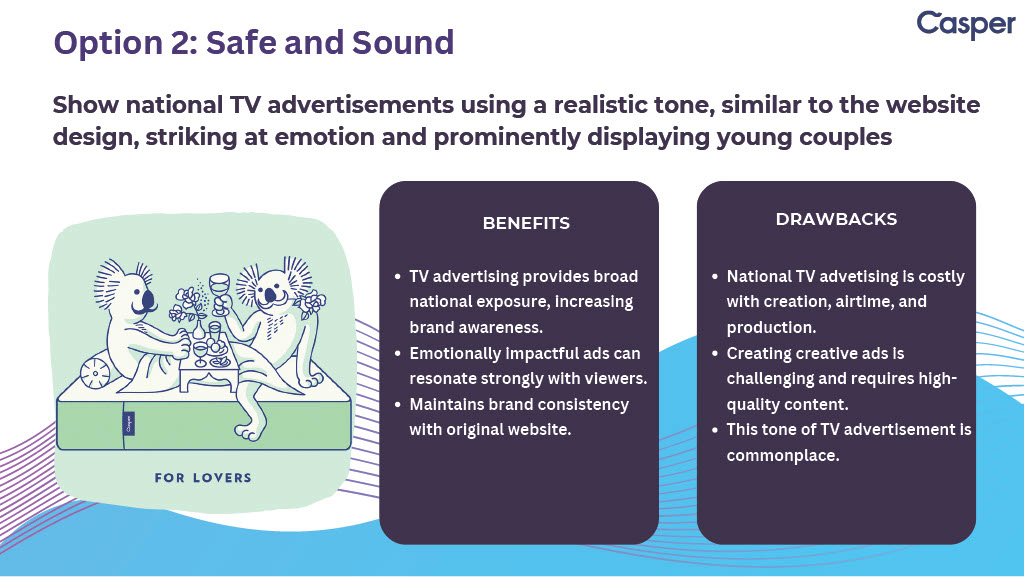 Casper
Option 2: Safe and Sound
Show national TV advertisements using a realistic tone, similar to the website
design, striking at emotion and prominently displaying young couples
Casper
FOR LOVERS
BENEFITS
• TV advertising provides broad
national exposure, increasing
brand awareness.
• Emotionally impactful ads can
resonate strongly with viewers.
• Maintains brand consistency
with original website.
DRAWBACKS
• National TV advetising is costly
with creation, airtime, and
production.
• Creating creative ads is
challenging and requires high-
quality content.
• This tone of TV advertisement is
commonplace.